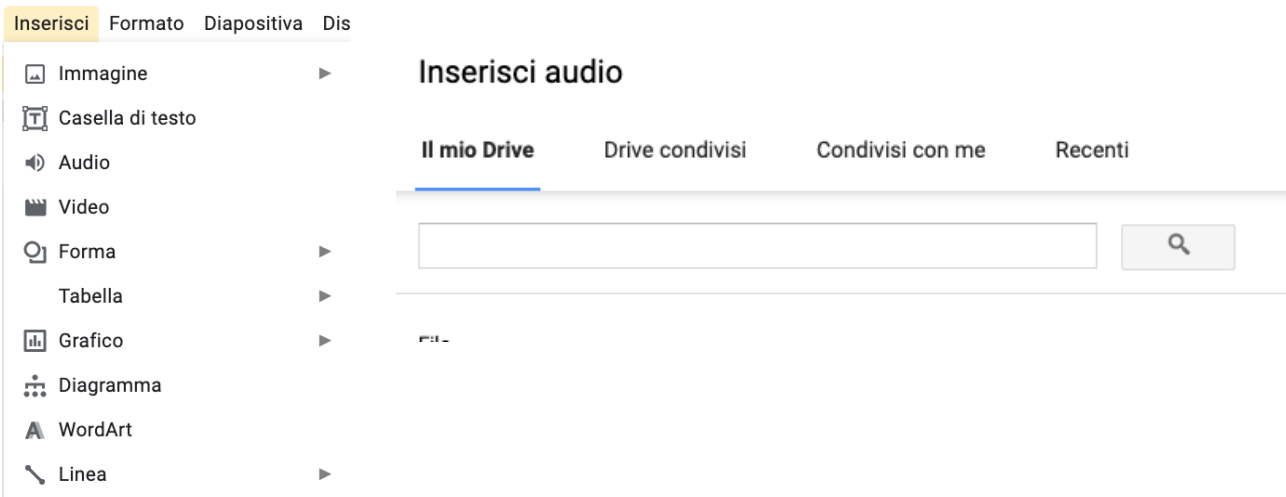 Inserisci Formato Diapositiva Dis
Immagine
Casella di testo
Audio
Video
Forma
Tabella
Grafico
Diagramma
WordArt
Linea
Inserisci audio
Il mio Drive Drive condivisi Condivisi con me Recenti